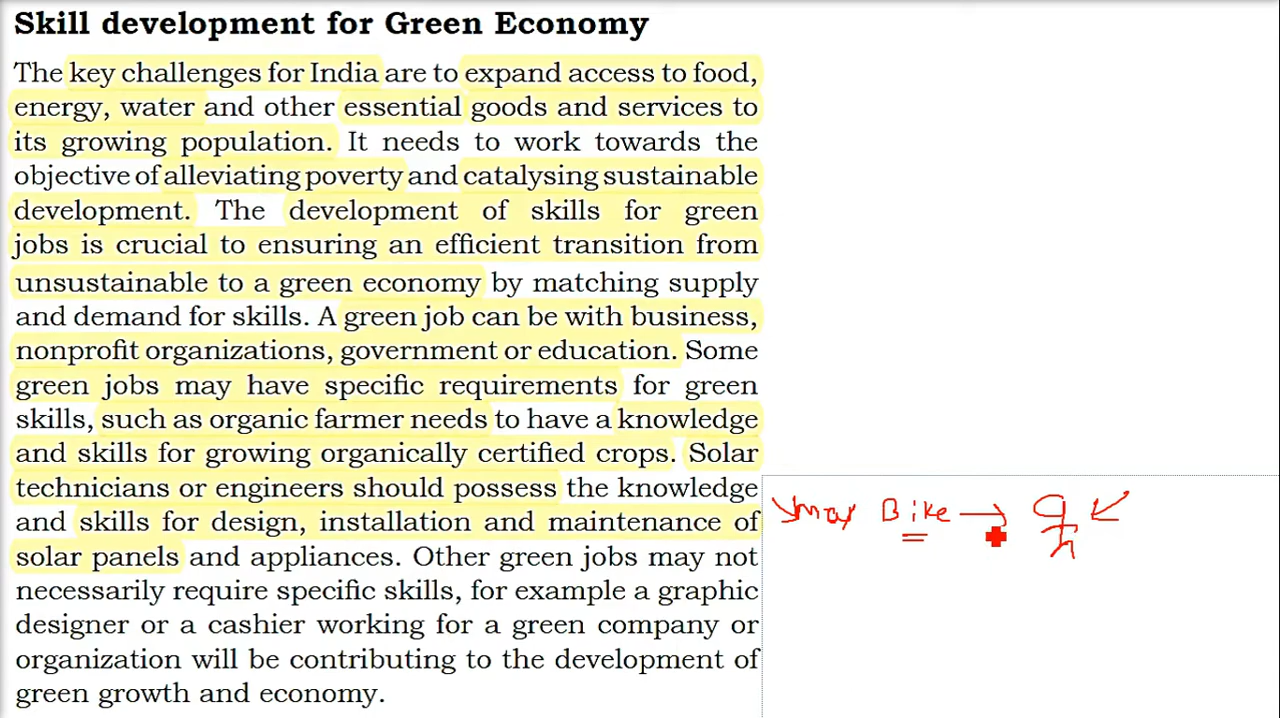 Skill development for Green Economy
The key challenges for India are to expand access to food,
energy, water and other essential goods and services to
its growing population. It needs to work towards the
objective of alleviating poverty and catalysing sustainable
development. The development of skills for green
jobs is crucial to ensuring an efficient transition from
unsustainable to a green economy by matching supply
and demand for skills. A green job can be with business,
nonprofit organizations, government or education. Some
green jobs may have specific requirements for green
skills, such as organic farmer needs to have a knowledge
and skills for growing organically certified crops. Solar
technicians or engineers should possess the knowledge
and skills for design, installation and maintenance of
solar panels and appliances. Other green jobs may not
necessarily require specific skills, for example a graphic
designer or a cashier working for a green company or
organization will be contributing to the development of
green growth and economy.
Bike →